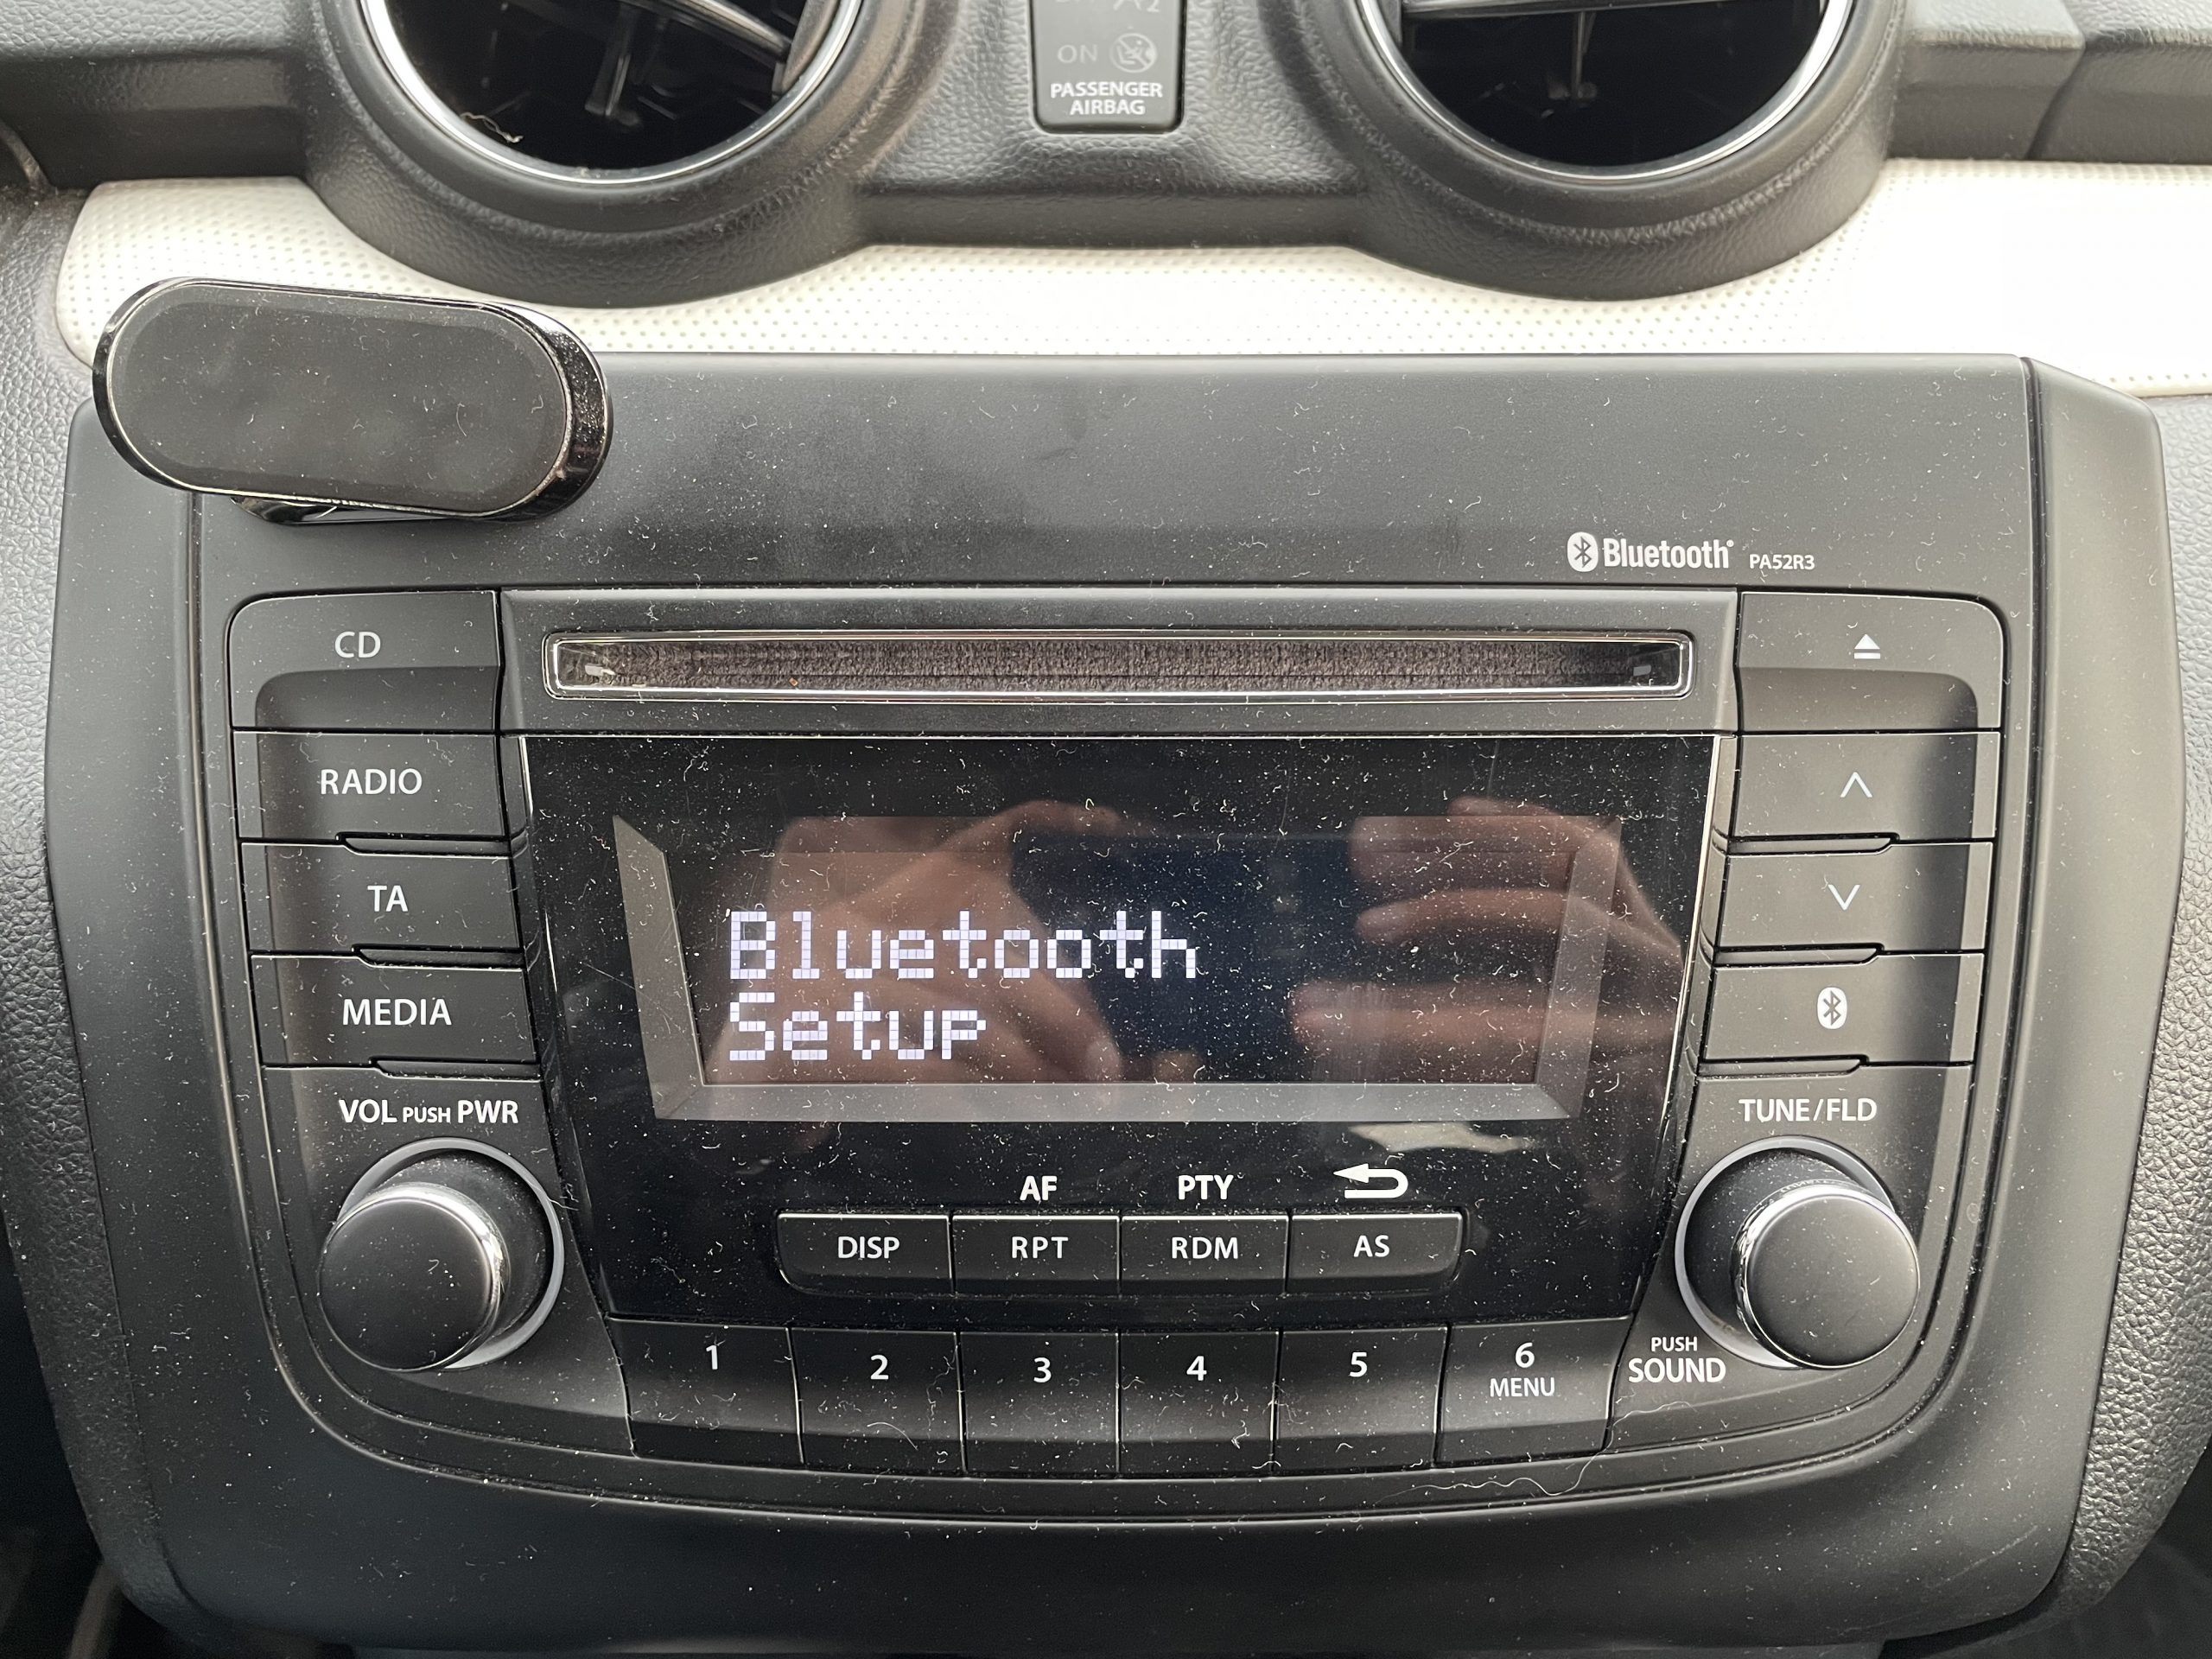 ON
PASSENGER
AIRBAG
Bluetooth PA52R3
CD
RADIO
TA
MEDIA
VOL PUSH PWR
Bluetooth
Setup
TUNE/FLD
AF PTY
DISP RPT RDM AS
1 2 3 4 5 6
MENU
PUSH
SOUND